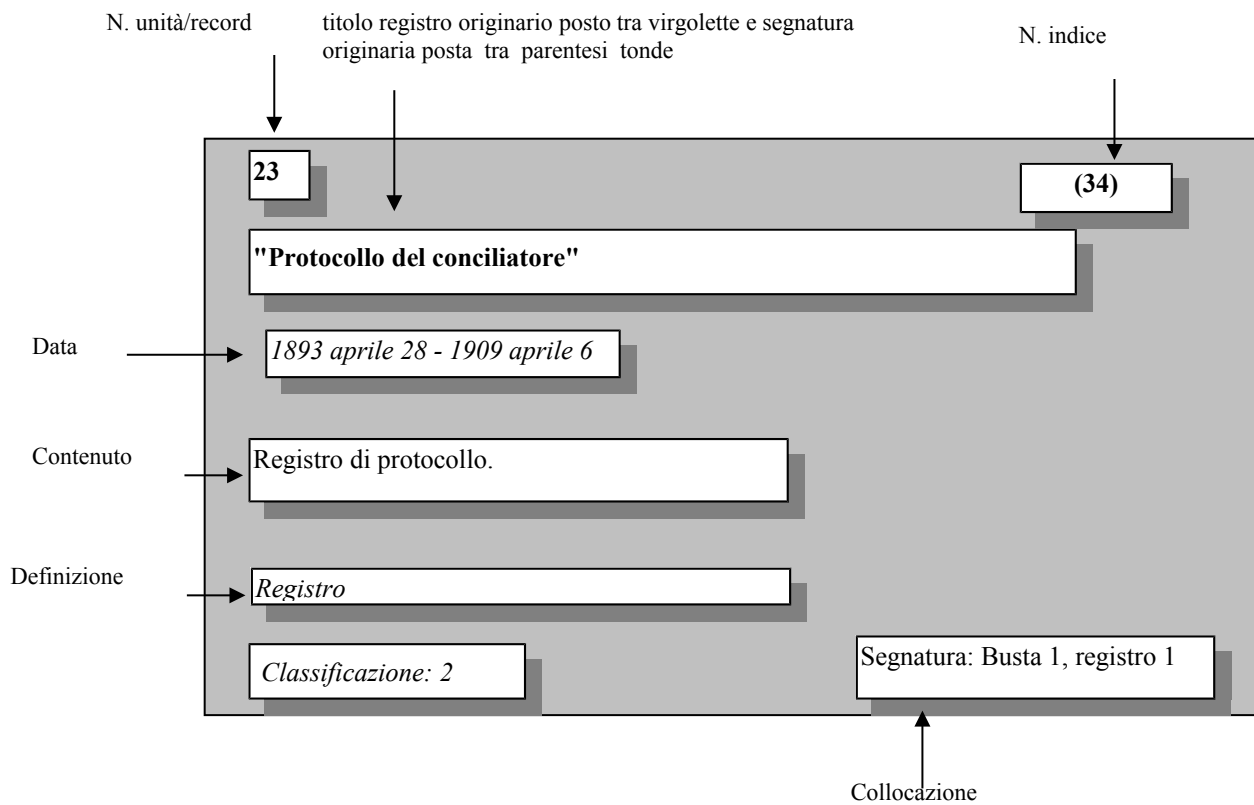 N. unità/record
titolo registro originario posto tra virgolette e segnatura
originaria posta tra parentesi tonde
N. indice
23
(34)
"Protocollo del conciliatore"
Data
1893 aprile 28 - 1909 aprile 6
Contenuto
Registro di protocollo.
Definizione
Registro
Classificazione: 2
Segnatura: Busta 1, registro 1
Collocazione